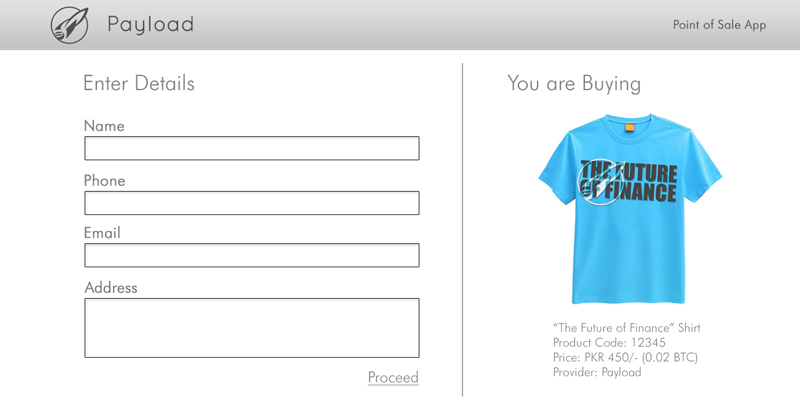 Payload
Point of Sale App
Enter Details
Name
Phone
Email
Address
Proceed
You are Buying
THE FUTURE
OF FINANCE
“The Future of Finance” Shirt
Product Code: 12345
Price: PKR 450/- (0.02 BTC)
Provider: Payload